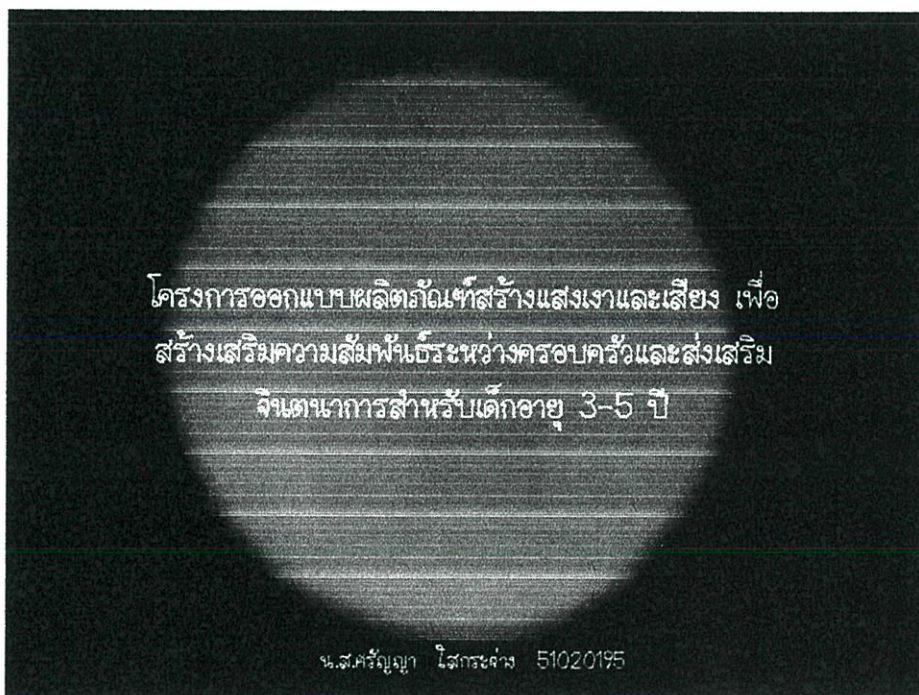 โครงการออกแบบผลิตภัณฑ์สร้างแสงเงาและเสียง เพื่อ
สร้างเสริมความสัมพันธ์ระหว่างครอบครัวและส่งเสริม
จินตนาการสำหรับเด็กอายุ 3-5 ปี
น.ส.ศรัญญา ใสกระจ่าง 51020195